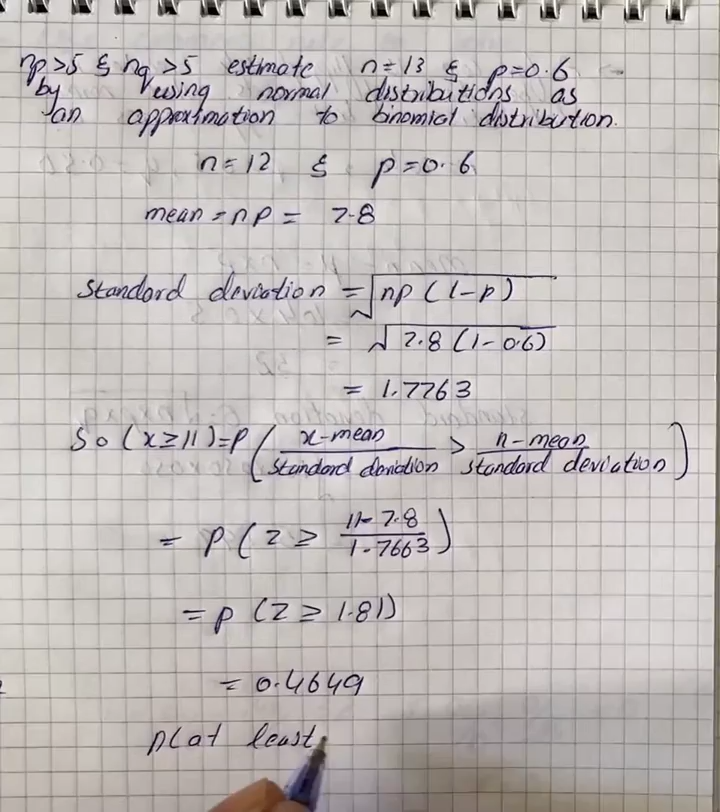 np >5 & nq >5 estimate n=13 & p=0.6
by using normal distributions as
an approximation to binomial distribution.
n=12 & p=0.6
mean = np = 7.8
Standard deviation = √np(1-p)
= √7.8(1-0.6)
= 1.7763
So (x≥11)=P(x-mean/Standard deviation > n-mean/standard deviation)
= P(Z ≥ 11-7.8/1.7663)
= P(Z ≥ 1.81)
= 0.4649
P(at least